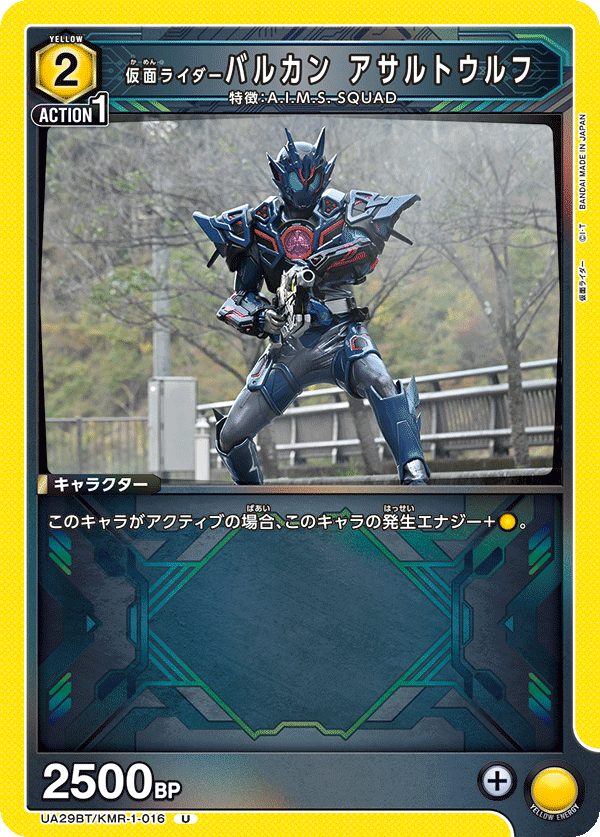 YELLOW
2
ACTION 1
かめん
仮面ライダーバルカン アサルトウルフ
特徴:A.I.M.S. SQUAD
仮面ライダー ©I・T BANDAI MADE IN JAPAN
キャラクター
ばあい はっせい
このキャラがアクティブの場合、このキャラの発生エナジー+。
2500BP
+
YELLOW ENERGY
UA29BT/KMR-1-016 U